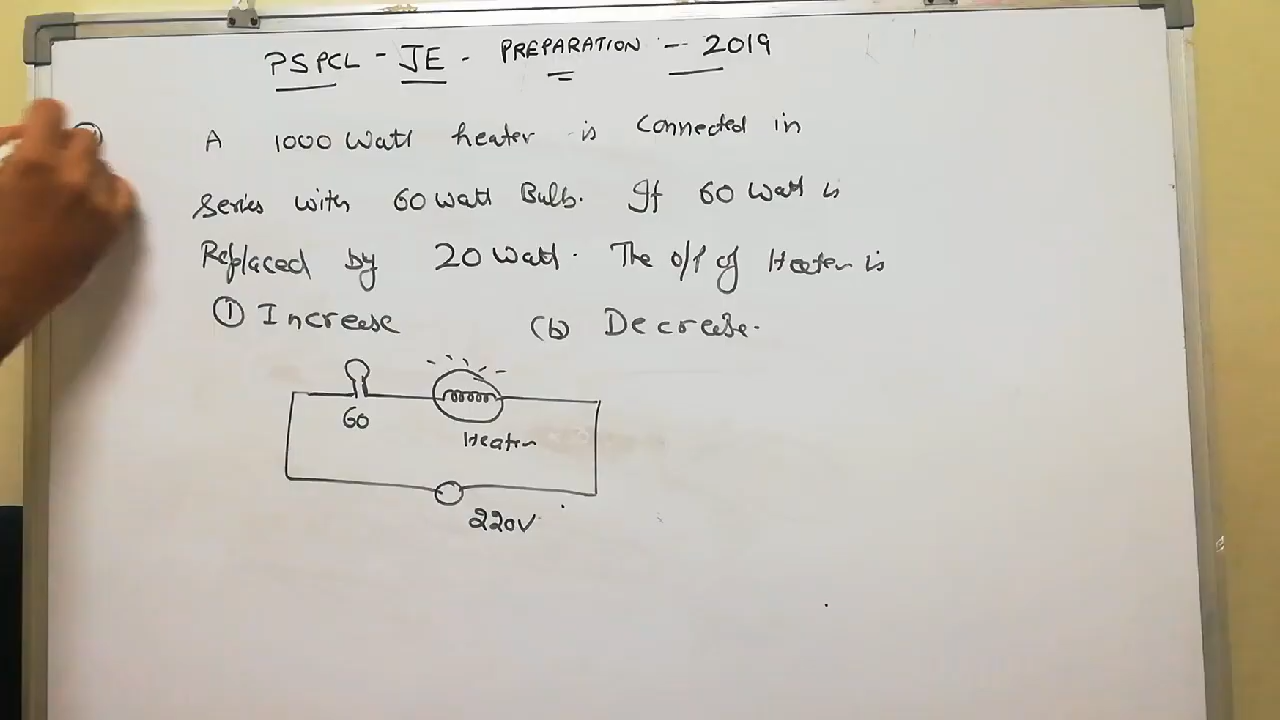 PSPCL - JE - PREPARATION - 2019
A 1000 Watt heater is Connected in
Series with 60 watt Bulb. If 60 Watt is
Replaced by 20 Watt. The o/p of Heater is
① Increase (b) Decrease.
60
Heater
220V